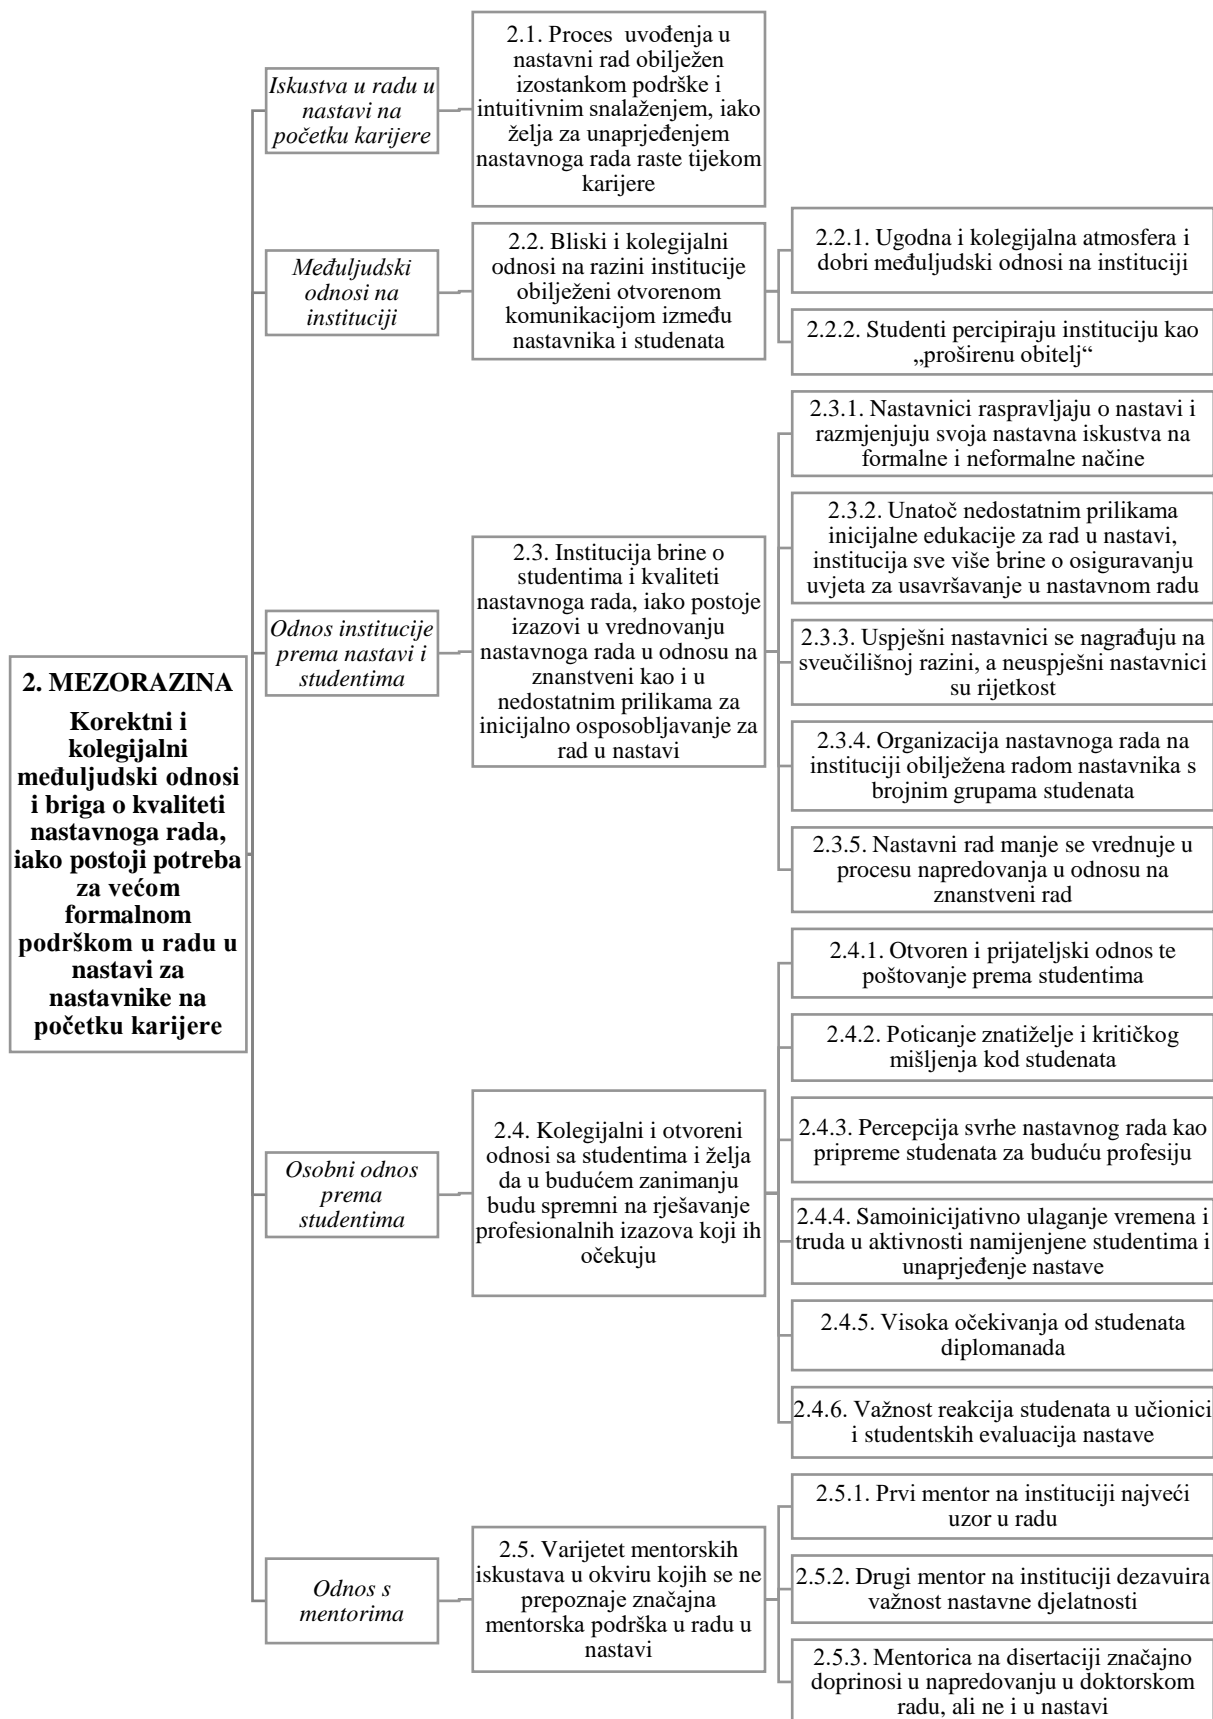 2. MEZORAZINA
Korektni i
kolegijalni
međuljudski odnosi
i briga o kvaliteti
nastavnoga rada,
iako postoji potreba
za većom
formalnom
podrškom u radu u
nastavi za
nastavnike na
početku karijere
Iskustva u radu u
nastavi na
početku karijere
2.1. Proces uvođenja u
nastavni rad obilježen
izostankom podrške i
intuitivnim snalaženjem, iako
želja za unaprjeđenjem
nastavnoga rada raste tijekom
karijere
Međuljudski
odnosi na
instituciji
2.2. Bliski i kolegijalni
odnosi na razini institucije
obilježeni otvorenom
komunikacijom između
nastavnika i studenata
2.2.1. Ugodna i kolegijalna atmosfera i
dobri međuljudski odnosi na instituciji
2.2.2. Studenti percipiraju instituciju kao
„proširenu obitelj“
Odnos institucije
prema nastavi i
studentima
2.3. Institucija brine o
studentima i kvaliteti
nastavnoga rada, iako postoje
izazovi u vrednovanju
nastavnoga rada u odnosu na
znanstveni kao i u
nedostatnim prilikama za
inicijalno osposobljavanje za
rad u nastavi
2.3.1. Nastavnici raspravljaju o nastavi i
razmjenjuju svoja nastavna iskustva na
formalne i neformalne načine
2.3.2. Unatoč nedostatnim prilikama
inicijalne edukacije za rad u nastavi,
institucija sve više brine o osiguravanju
uvjeta za usavršavanje u nastavnom radu
2.3.3. Uspješni nastavnici se nagrađuju na
sveučilišnoj razini, a neuspješni nastavnici
su rijetkost
2.3.4. Organizacija nastavnoga rada na
instituciji obilježena radom nastavnika s
brojnim grupama studenata
2.3.5. Nastavni rad manje se vrednuje u
procesu napredovanja u odnosu na
znanstveni rad
Osobni odnos
prema
studentima
2.4. Kolegijalni i otvoreni
odnosi sa studentima i želja
da u budućem zanimanju
budu spremni na rješavanje
profesionalnih izazova koji ih
očekuju
2.4.1. Otvoren i prijateljski odnos te
poštovanje prema studentima
2.4.2. Poticanje znatiželje i kritičkog
mišljenja kod studenata
2.4.3. Percepcija svrhe nastavnog rada kao
pripreme studenata za buduću profesiju
2.4.4. Samoinicijativno ulaganje vremena i
truda u aktivnosti namijenjene studentima i
unaprjeđenje nastave
2.4.5. Visoka očekivanja od studenata
diplomanada
2.4.6. Važnost reakcija studenata u učionici
i studentskih evaluacija nastave
Odnos s
mentorima
2.5. Varijetet mentorskih
iskustava u okviru kojih se ne
prepoznaje značajna
mentorska podrška u radu u
nastavi
2.5.1. Prvi mentor na instituciji najveći
uzor u radu
2.5.2. Drugi mentor na instituciji dezavuira
važnost nastavne djelatnosti
2.5.3. Mentorica na disertaciji značajno
doprinosi u napredovanju u doktorskom
radu, ali ne i u nastavi